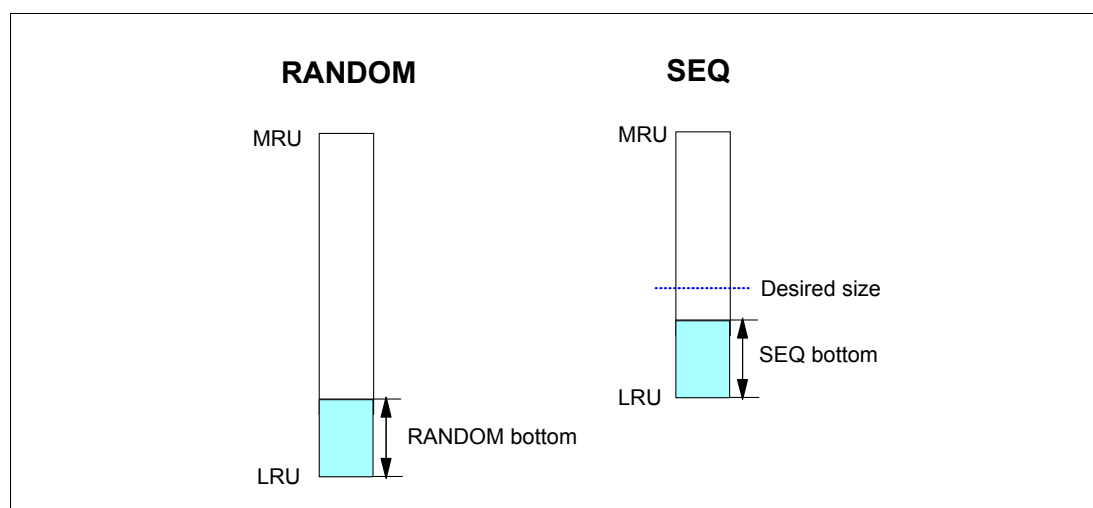 RANDOM
SEQ
MRU
MRU
Desired size
SEQ bottom
LRU
RANDOM bottom
LRU